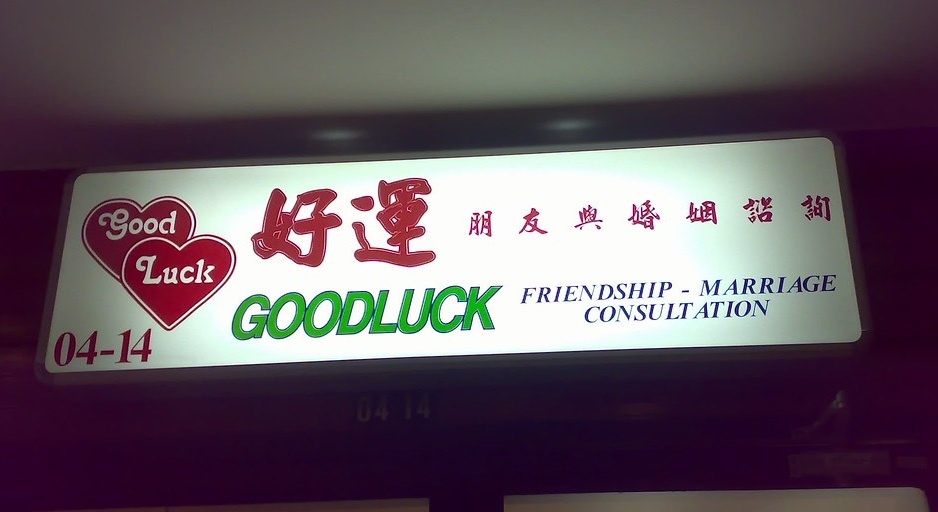 Good
Luck
好運
朋友與婚姻諮詢
GOODLUCK
FRIENDSHIP - MARRIAGE
CONSULTATION
04-14
04 14